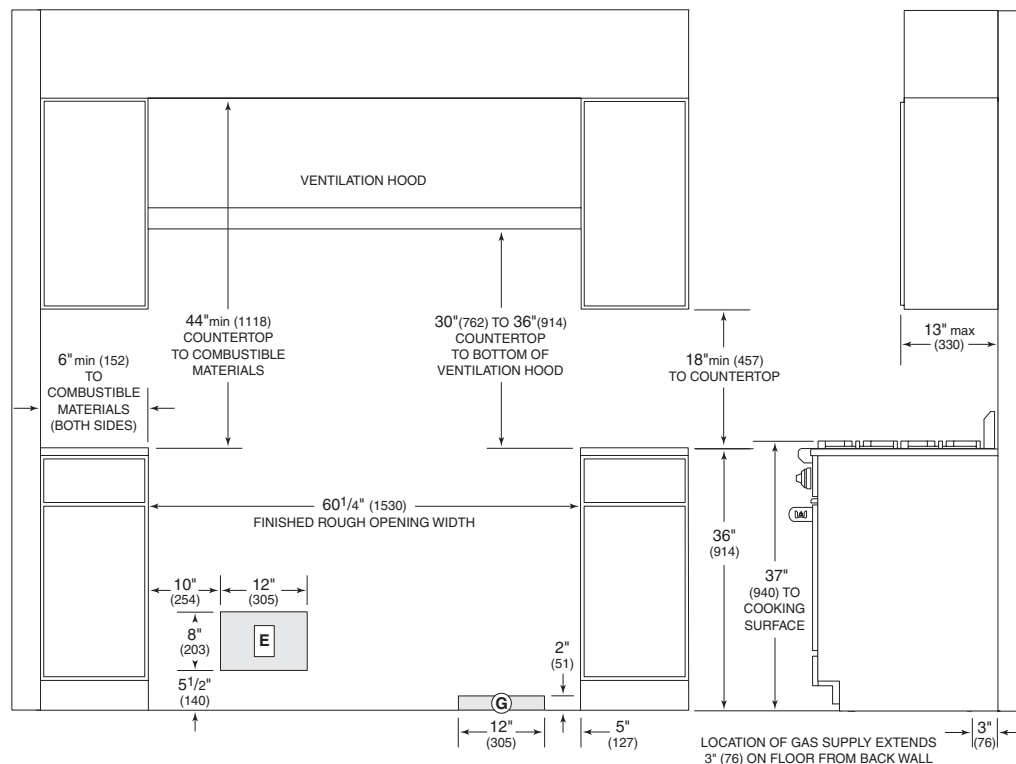 VENTILATION HOOD
44" min (1118)
COUNTERTOP
TO COMBUSTIBLE
MATERIALS
30" (762) TO 36" (914)
COUNTERTOP
TO BOTTOM OF
VENTILATION HOOD
13" max
(330)
6" min (152)
TO
COMBUSTIBLE
MATERIALS
(BOTH SIDES)
18" min (457)
TO COUNTERTOP
60 1/4" (1530)
FINISHED ROUGH OPENING WIDTH
36"
(914)
37"
(940) TO
COOKING
SURFACE
10"
(254)
12"
(305)
8"
(203)
E
5 1/2"
(140)
2"
(51)
G
12"
(305)
5"
(127)
3"
(76)
LOCATION OF GAS SUPPLY EXTENDS
3" (76) ON FLOOR FROM BACK WALL